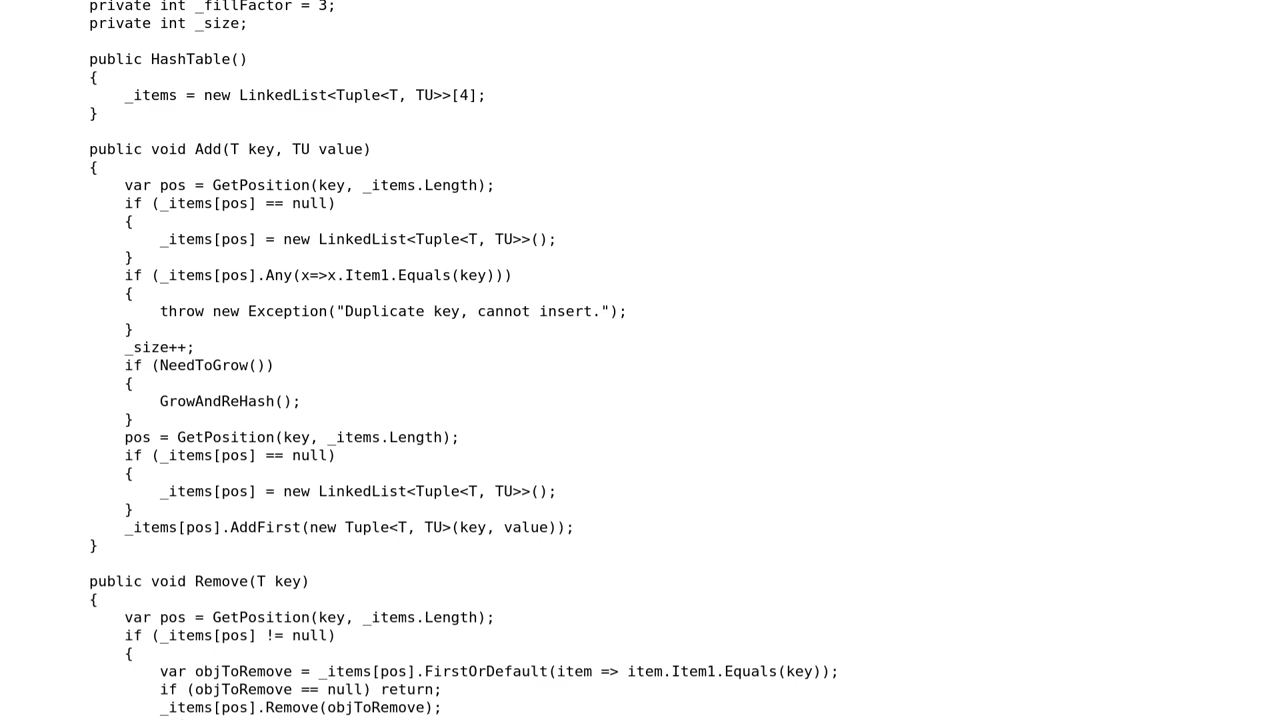 private int _fillFactor = 3;
private int _size;
public HashTable()
{
_items = new LinkedList<Tuple<T, TU>>[4];
}
public void Add(T key, TU value)
{
var pos = GetPosition(key, _items.Length);
if (_items[pos] == null)
{
_items[pos] = new LinkedList<Tuple<T, TU>>();
}
if (_items[pos].Any(x=>x.Item1.Equals(key)))
{
throw new Exception("Duplicate key, cannot insert.");
}
_size++;
if (NeedToGrow())
{
GrowAndReHash();
}
pos = GetPosition(key, _items.Length);
if (_items[pos] == null)
{
_items[pos] = new LinkedList<Tuple<T, TU>>();
}
_items[pos].AddFirst(new Tuple<T, TU>(key, value));
}
public void Remove(T key)
{
var pos = GetPosition(key, _items.Length);
if (_items[pos] != null)
{
var objToRemove = _items[pos].FirstOrDefault(item => item.Item1.Equals(key));
if (objToRemove == null) return;
_items[pos].Remove(objToRemove);